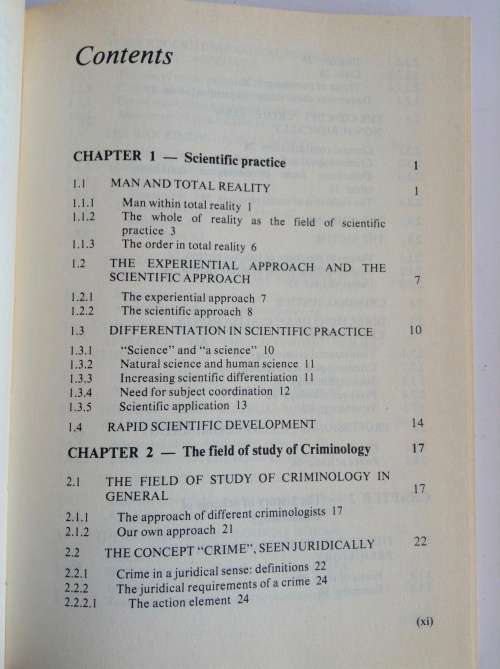 Contents
CHAPTER 1 — Scientific practice 1
1.1 MAN AND TOTAL REALITY 1
1.1.1 Man within total reality 1
1.1.2 The whole of reality as the field of scientific
practice 3
1.1.3 The order in total reality 6
1.2 THE EXPERIENTIAL APPROACH AND THE
SCIENTIFIC APPROACH 7
1.2.1 The experiential approach 7
1.2.2 The scientific approach 8
1.3 DIFFERENTIATION IN SCIENTIFIC PRACTICE 10
1.3.1 “Science” and “a science” 10
1.3.2 Natural science and human science 11
1.3.3 Increasing scientific differentiation 11
1.3.4 Need for subject coordination 12
1.3.5 Scientific application 13
1.4 RAPID SCIENTIFIC DEVELOPMENT 14
CHAPTER 2 — The field of study of Criminology 17
2.1 THE FIELD OF STUDY OF CRIMINOLOGY IN
GENERAL 17
2.1.1 The approach of different criminologists 17
2.1.2 Our own approach 21
2.2 THE CONCEPT “CRIME”, SEEN JURIDICALLY 22
2.2.1 Crime in a juridical sense: definitions 22
2.2.2 The juridical requirements of a crime 24
2.2.2.1 The action element 24
(xi)